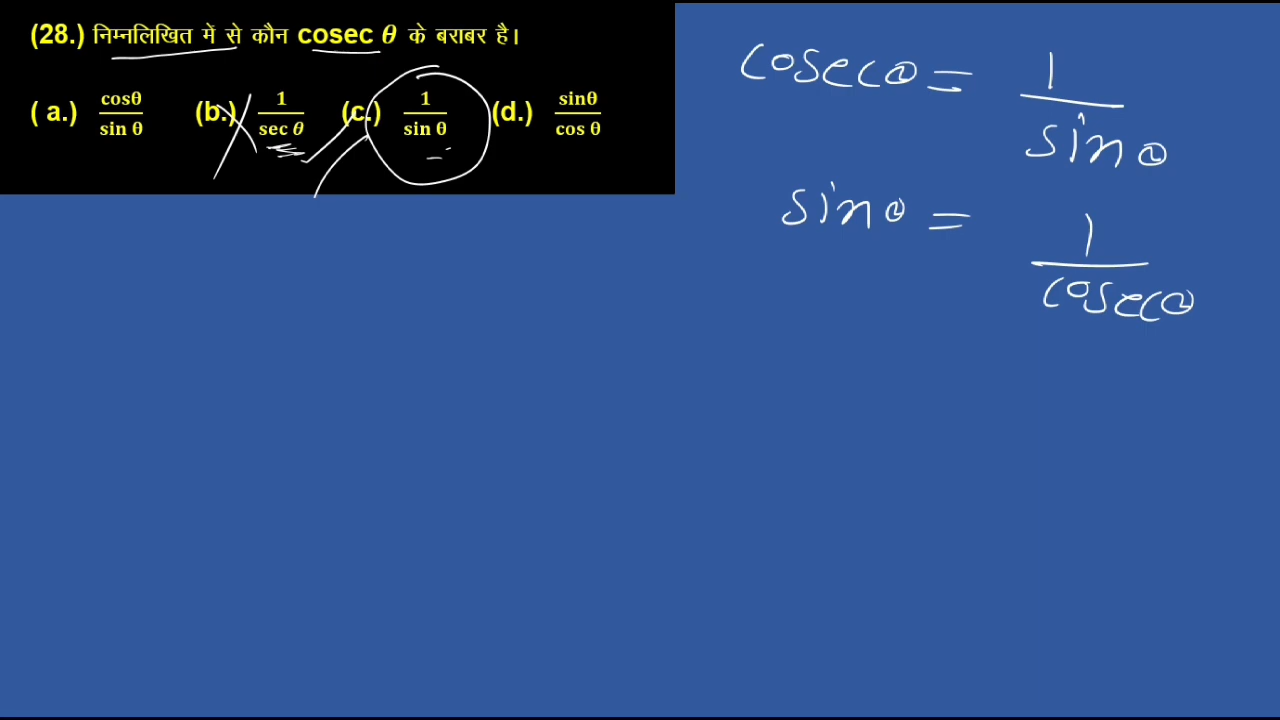 (28.) निम्नलिखित में से कौन cosec θ के बराबर है।
( a.) cosθ/sin θ (b.) 1/sec θ (c.) 1/sin θ (d.) sinθ/cos θ
cosecθ = 1/sinθ
sinθ = 1/cosecθ